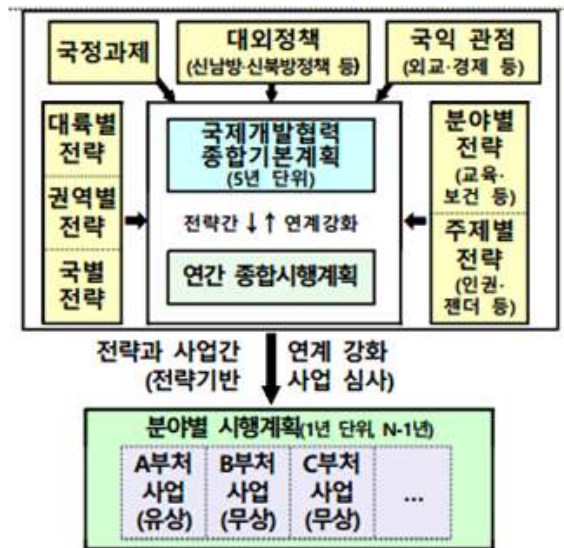 국정과제
대외정책
(신남방·신북방정책 등)
국익 관점
(외교·경제 등)
대륙별
전략
권역별
전략
국별
전략
국제개발협력
종합기본계획
(5년 단위)
전략간 ↓↑ 연계강화
연간 종합시행계획
분야별
전략
(교육·
보건 등)
주제별
전략
(인권·
젠더 등)
전략과 사업간 연계 강화
(전략기반 사업 심사)
분야별 시행계획(1년 단위, N-1년)
A부처
사업
(유상)
B부처
사업
(무상)
C부처
사업
(무상)
...